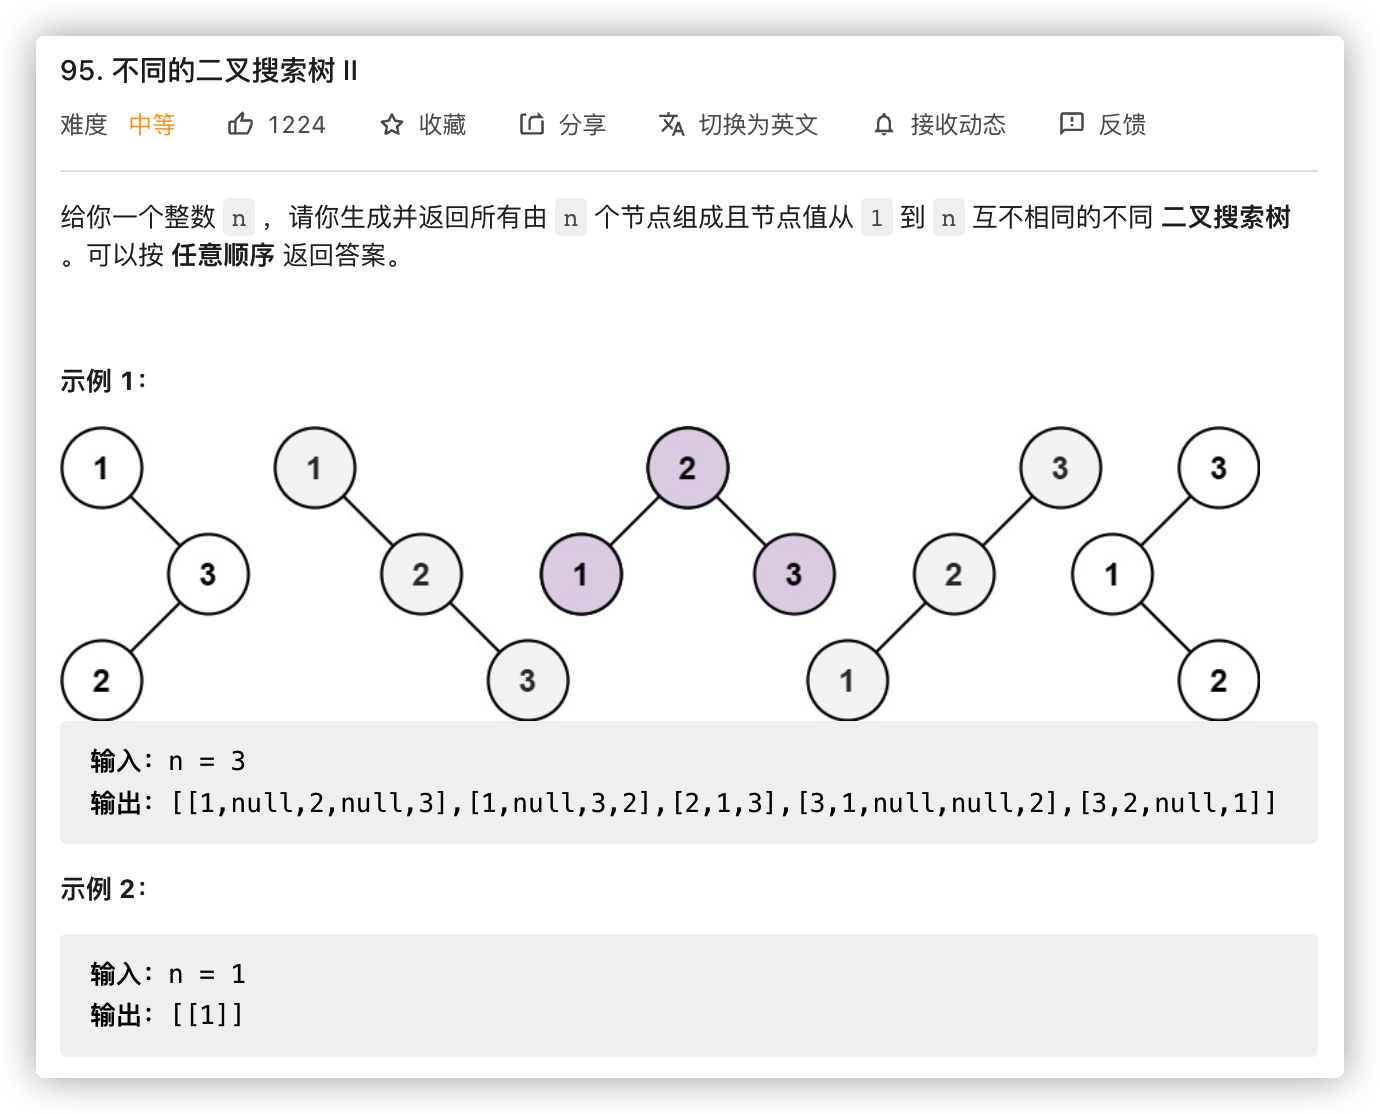 95. 不同的二叉搜索树 II
难度 中等 1224 收藏 分享 切换为英文 接收动态 反馈
给你一个整数 n ，请你生成并返回所有由 n 个节点组成且节点值从 1 到 n 互不相同的不同 二叉搜索树
。可以按 任意顺序 返回答案。
示例 1：
1 1 2 3 3
3 2 1 3 2 1
2 3 1 2
输入：n = 3
输出：[[1,null,2,null,3],[1,null,3,2],[2,1,3],[3,1,null,null,2],[3,2,null,1]]
示例 2：
输入：n = 1
输出：[[1]]